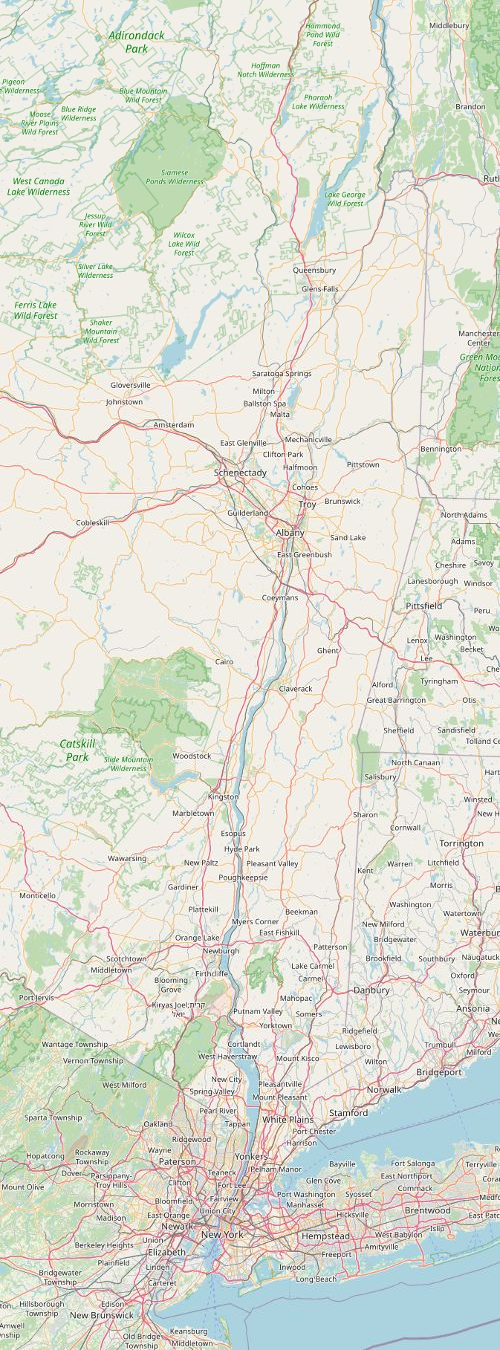 Adirondack
Park
Hammond
Pond Wild
Forest
Middlebury
Hoffman
Notch Wilderness
Pigeon
Wilderness
Blue Mountain
Wild Forest
Moose
River Plains
Wild Forest
Blue Ridge
Wilderness
Pharaoh
Lake Wilderness
Brandon
West Canada
Lake Wilderness
Siamese
Ponds Wilderness
Rutl
Lake George
Wild Forest
Jessup
River Wild
Forest
Wilcox
Lake Wild
Forest
Silver Lake
Wilderness
Queensbury
Glens Falls
Ferris Lake
Wild Forest
Shaker
Mountain
Wild Forest
Manchester
Center
Green Mou
Nation
Fores
Saratoga Springs
Gloversville
Milton
Johnstown
Ballston Spa
Malta
Amsterdam
East Glenville
Mechanicville
Clifton Park
Bennington
Schenectady
Halfmoon
Pittstown
Cohoes
Troy
Brunswick
Guilderland
North Adams
Cobleskill
Albany
Sand Lake
Adams
East Greenbush
Cheshire
Savoy
Lanesborough
Windsor
Coeymans
Pittsfield
Peru
Lenox
Washington
Ghent
Becket
Cairo
Lee
Tyringham
Claverack
Alford
Great Barrington
Otis
Sheffield
Sandisfield
Catskill
Park
Slide Mountain
Wilderness
Woodstock
Tolland Ce
North Canaan
Salisbury
Hart
Kingston
Winsted
Marbletown
Sharon
New H
Cornwall
Esopus
Torrington
Hyde Park
Wawarsing
New Paltz
Pleasant Valley
Warren
Litchfield
Kent
Poughkeepsie
Gardiner
Morris
Monticello
Washington
Plattekill
Beekman
Watertown
Myers Corner
New Milford
Orange Lake
East Fishkill
Waterbur
Bridgewater
Newburgh
Patterson
Scotchtown
Brookfield
Southbury
Naugatuck
Middletown
Lake Carmel
Firthcliffe
Carmel
Oxford
Blooming
Grove
Danbury
Seymour
Port Jervis
Mahopac
Kiryas Joel
Putnam Valley
Somers
Ansonia
Yorktown
Ridgefield
Wantage Township
Cortlandt
Lewisboro
Trumbull
Milford
Vernon Township
West Haverstraw
Mount Kisco
Wilton
Bridgeport
New City
West Milford
Spring Valley
Pleasantville
Norwalk
Mount Pleasant
Pearl River
Stamford
Sparta Township
Oakland
Tappan
White Plains
Port Chester
Ridgewood
Harrison
Hopatcong
Rockaway
Township
Wayne
Paterson
Yonkers
Bayville
Fort Salonga
Terryville
Dover
Parsippany-
Troy Hills
Teaneck
Pelham Manor
East Northport
Clifton
Glen Cove
Mount Olive
Fort Lee
Port Washington
Syosset
Commack
Bloomfield
Fairview
Morristown
Manhasset
Union City
Brentwood
Madison
East Orange
Hicksville
East Patc
Newark
New York
Hempstead
West Babylon
Islip
Berkeley Heights
Union
Elizabeth
Amityville
Freeport
Plainfield
Linden
Inwood
Long Beach
Bridgewater
Township
Carteret
Hillsborough
Township
Edison
New Brunswick
Amwell
Old Bridge
Township
Keansburg
Middletown